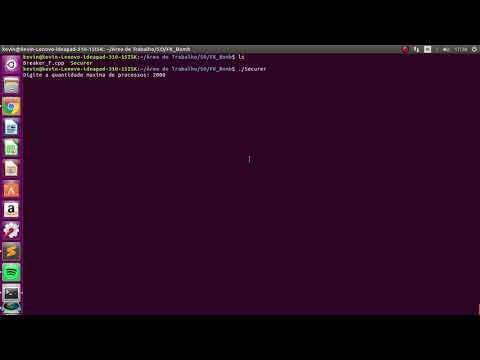 kevin@kevin-Lenovo-ideapad-310-15ISK: ~/Área de Trabalho/SO/FK_Bomb
17:36
kevin@kevin-Lenovo-ideapad-310-15ISK:~/Área de Trabalho/SO/FK_Bomb$ ls
Breaker_f.cpp Securer
kevin@kevin-Lenovo-ideapad-310-15ISK:~/Área de Trabalho/SO/FK_Bomb$ ./Securer
Digite a quantidade maxima de processos: 2000